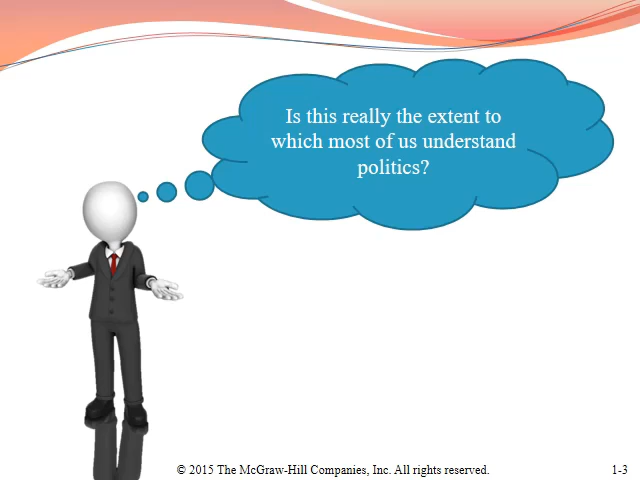 Is this really the extent to
which most of us understand
politics?
© 2015 The McGraw-Hill Companies, Inc. All rights reserved.
1-3